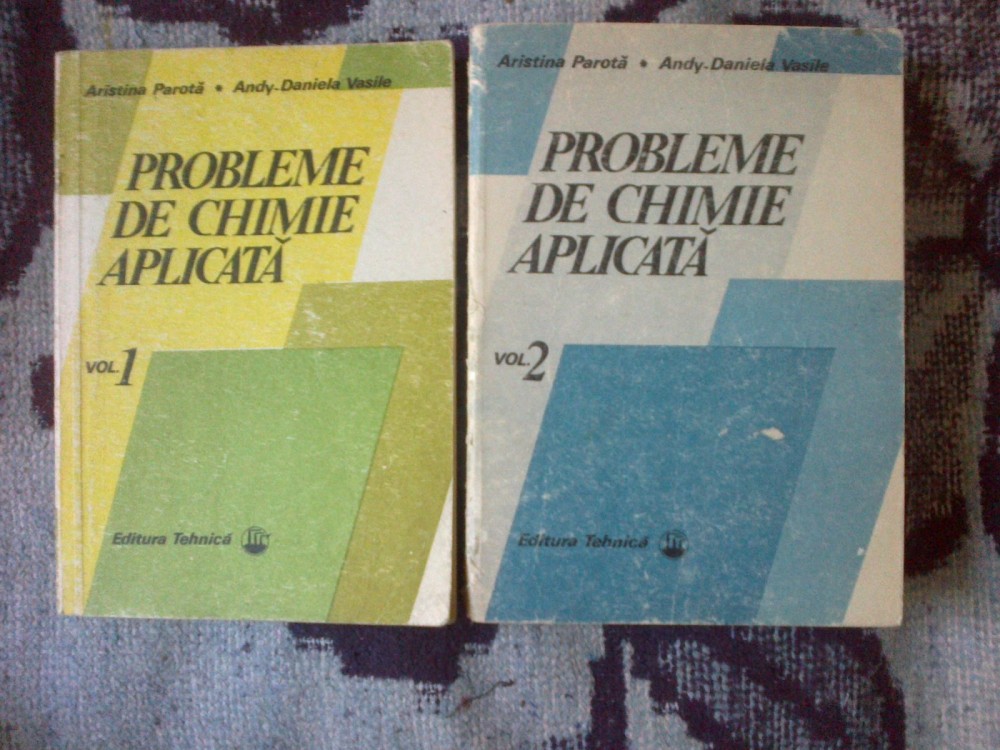 Aristina Parotă • Andy-Daniela Vasile
PROBLEME
DE CHIMIE
APLICATĂ
VOL. 1
Editura Tehnică
Aristina Parotă • Andy-Daniela Vasile
PROBLEME
DE CHIMIE
APLICATĂ
VOL. 2
Editura Tehnică